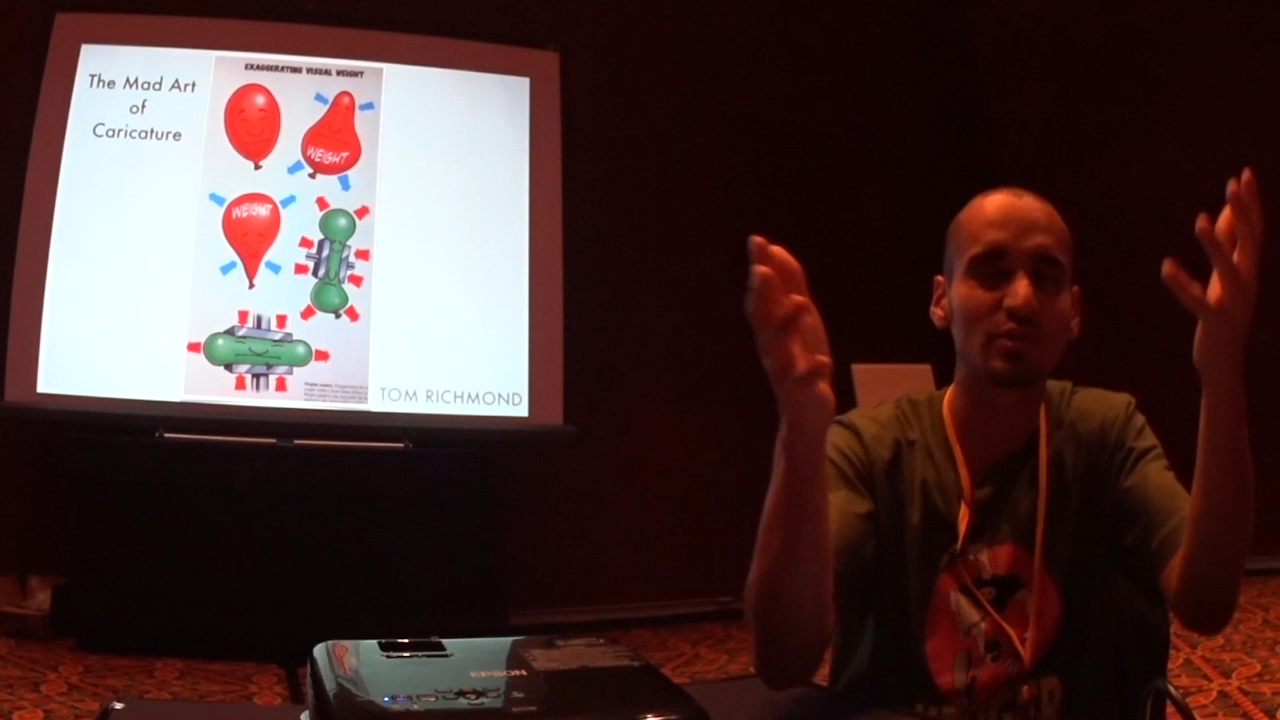 The Mad Art
of
Caricature
EXAGGERATING VISUAL WEIGHT
WEIGHT
WEIGHT
TOM RICHMOND
EPSON